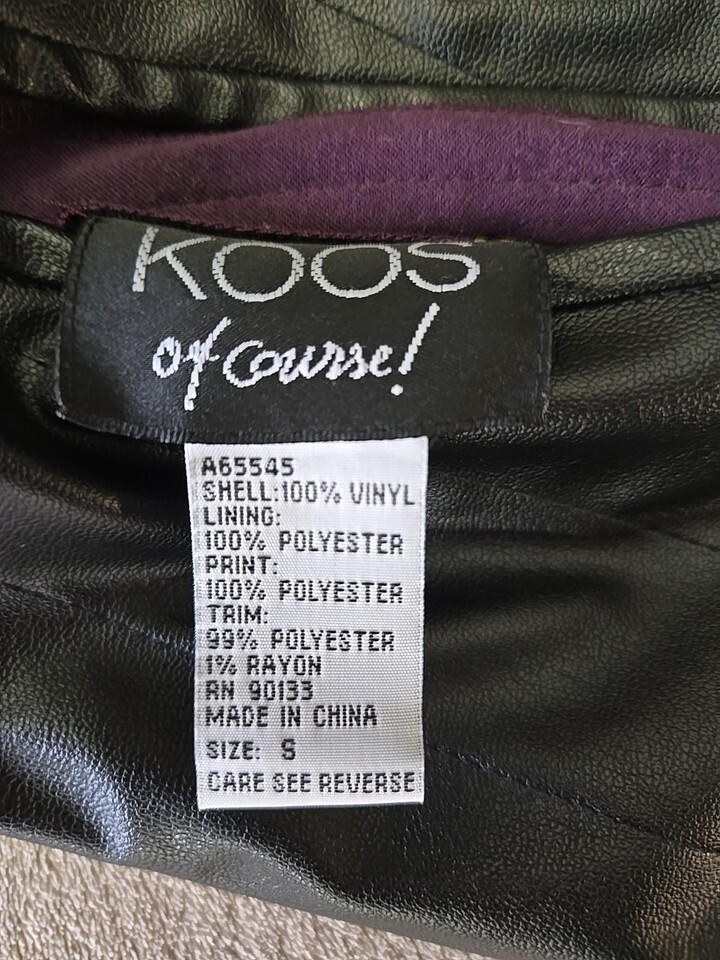 KOOS
of course!
A65545
SHELL:100% VINYL
LINING:
100% POLYESTER
PRINT:
100% POLYESTER
TRIM:
99% POLYESTER
1% RAYON
RN 90133
MADE IN CHINA
SIZE: S
CARE SEE REVERSE